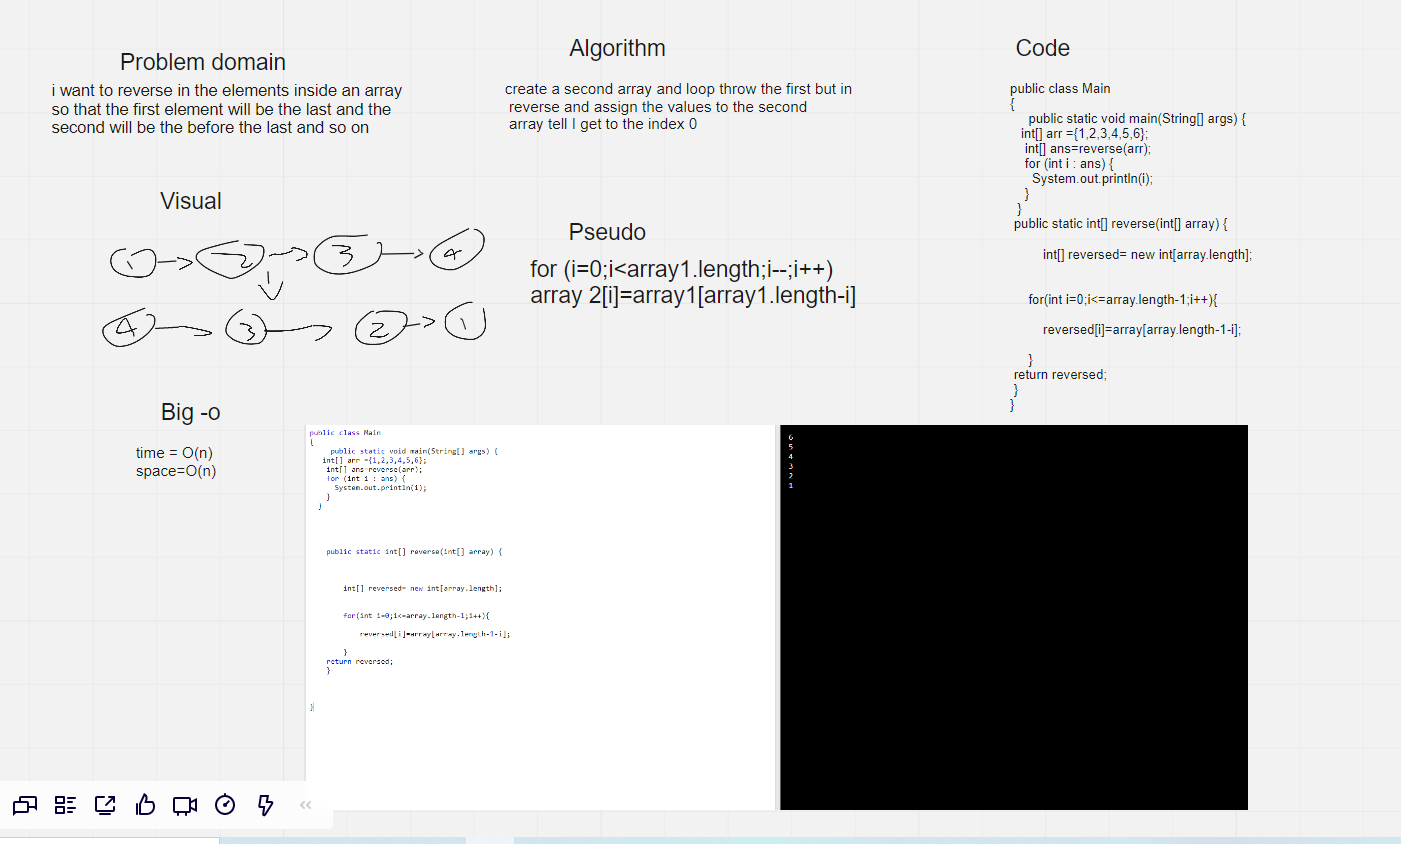 Problem domain
i want to reverse in the elements inside an array
so that the first element will be the last and the
second will be the before the last and so on
Algorithm
create a second array and loop throw the first but in
reverse and assign the values to the second
array tell I get to the index 0
Visual
1 2 3 4
4 3 2 1
Pseudo
for (i=0;i<array1.length;i--;i++)
array 2[i]=array1[array1.length-i]
Big -o
time = O(n)
space=O(n)
Code
public class Main
{
public static void main(String[] args) {
int[] arr ={1,2,3,4,5,6};
int[] ans=reverse(arr);
for (int i : ans) {
System.out.println(i);
}
}
public static int[] reverse(int[] array) {
int[] reversed= new int[array.length];
for(int i=0;i<=array.length-1;i++){
reversed[i]=array[array.length-1-i];
}
return reversed;
}
}
public class Main
{
public static void main(String[] args) {
int[] arr ={1,2,3,4,5,6};
int[] ans=reverse(arr);
for (int i : ans) {
System.out.println(i);
}
}
public static int[] reverse(int[] array) {
int[] reversed= new int[array.length];
for(int i=0;i<=array.length-1;i++){
reversed[i]=array[array.length-1-i];
}
return reversed;
}
}
6
5
4
3
2
1